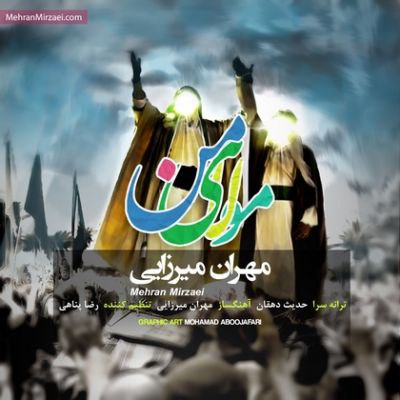 MehranMirzaei.com
مولای من
مهران میرزایی
Mehran Mirzaei
ترانه سرا حدیث دهقان آهنگساز مهران میرزایی تنظیم کننده رضا پناهی
GRAPHIC ART MOHAMAD ABOOJAFARI